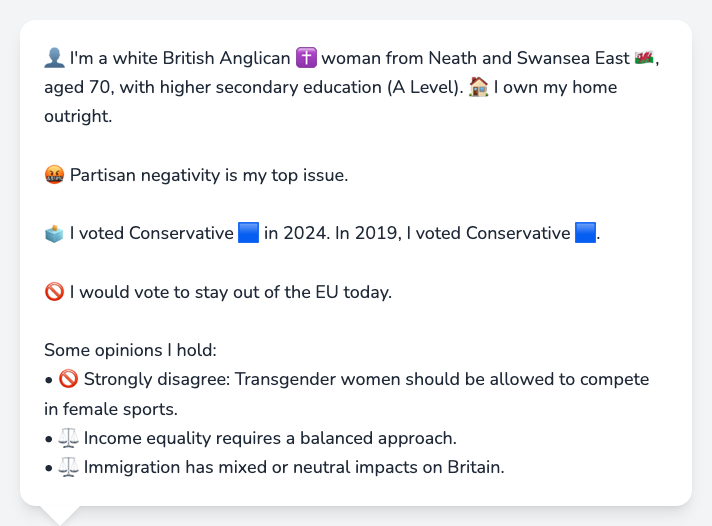 👤 I'm a white British Anglican ✝️ woman from Neath and Swansea East 🏴󠁧󠁢󠁷󠁬󠁳󠁿,
aged 70, with higher secondary education (A Level). 🏠 I own my home
outright.
🤬 Partisan negativity is my top issue.
🗳️ I voted Conservative 🟦 in 2024. In 2019, I voted Conservative 🟦.
🚫 I would vote to stay out of the EU today.
Some opinions I hold:
• 🚫 Strongly disagree: Transgender women should be allowed to compete
in female sports.
• ⚖️ Income equality requires a balanced approach.
• ⚖️ Immigration has mixed or neutral impacts on Britain.